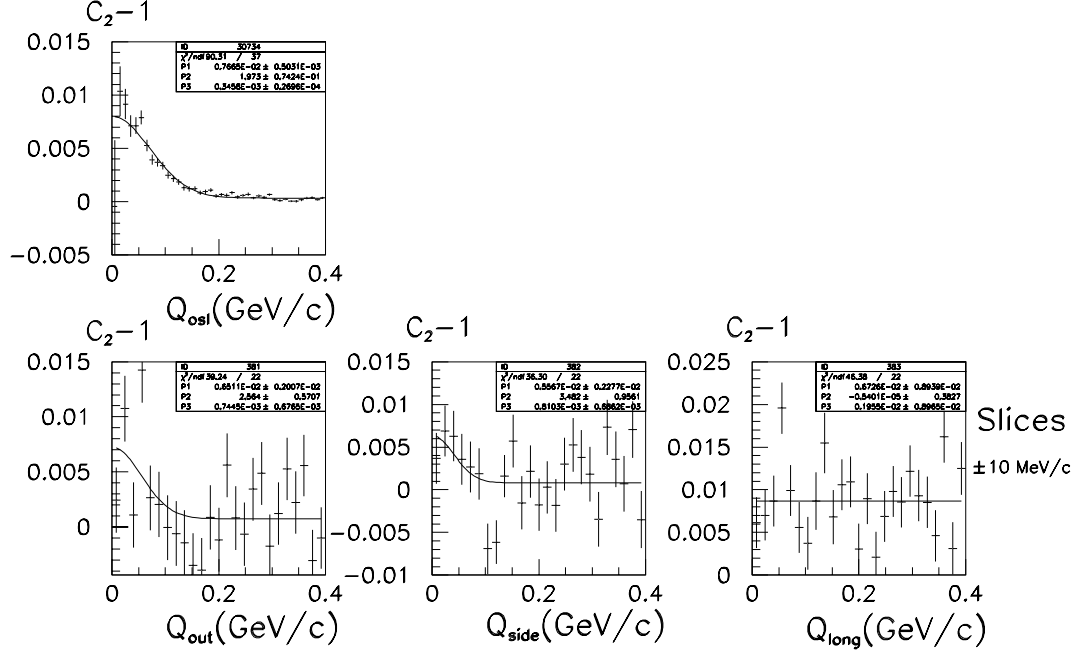 C₂−1
0.015
0.01
0.005
0
−0.005
0 0.2 0.4
Q_osl (GeV/c)
ID 30734
χ²/ndf 90.31 / 37
P1 0.7665E-02 ± 0.5031E-03
P2 1.973 ± 0.7424E-01
P3 0.3458E-03 ± 0.2696E-04
C₂−1
0.015
0.01
0.005
0
0 0.2 0.4
Q_out (GeV/c)
ID 381
χ²/ndf 39.24 / 22
P1 0.6511E-02 ± 0.2007E-02
P2 2.564 ± 0.5707
P3 0.7445E-03 ± 0.6765E-03
C₂−1
0.015
0.01
0.005
0
−0.005
−0.01
0 0.2 0.4
Q_side (GeV/c)
ID 382
χ²/ndf 36.30 / 22
P1 0.5567E-02 ± 0.2277E-02
P2 3.482 ± 0.9561
P3 0.8103E-03 ± 0.6862E-03
C₂−1
0.025
0.02
0.015
0.01
0.005
0
0 0.2 0.4
Q_long (GeV/c)
ID 383
χ²/ndf 46.38 / 22
P1 0.6726E-02 ± 0.8939E-02
P2 −0.8401E-05 ± 0.3827
P3 0.1955E-02 ± 0.8965E-02
Slices
±10 MeV/c